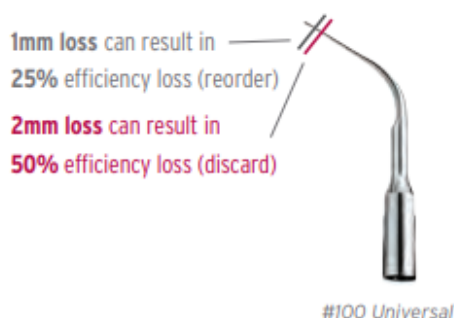 1mm loss can result in
25% efficiency loss (reorder)
2mm loss can result in
50% efficiency loss (discard)
#100 Universal